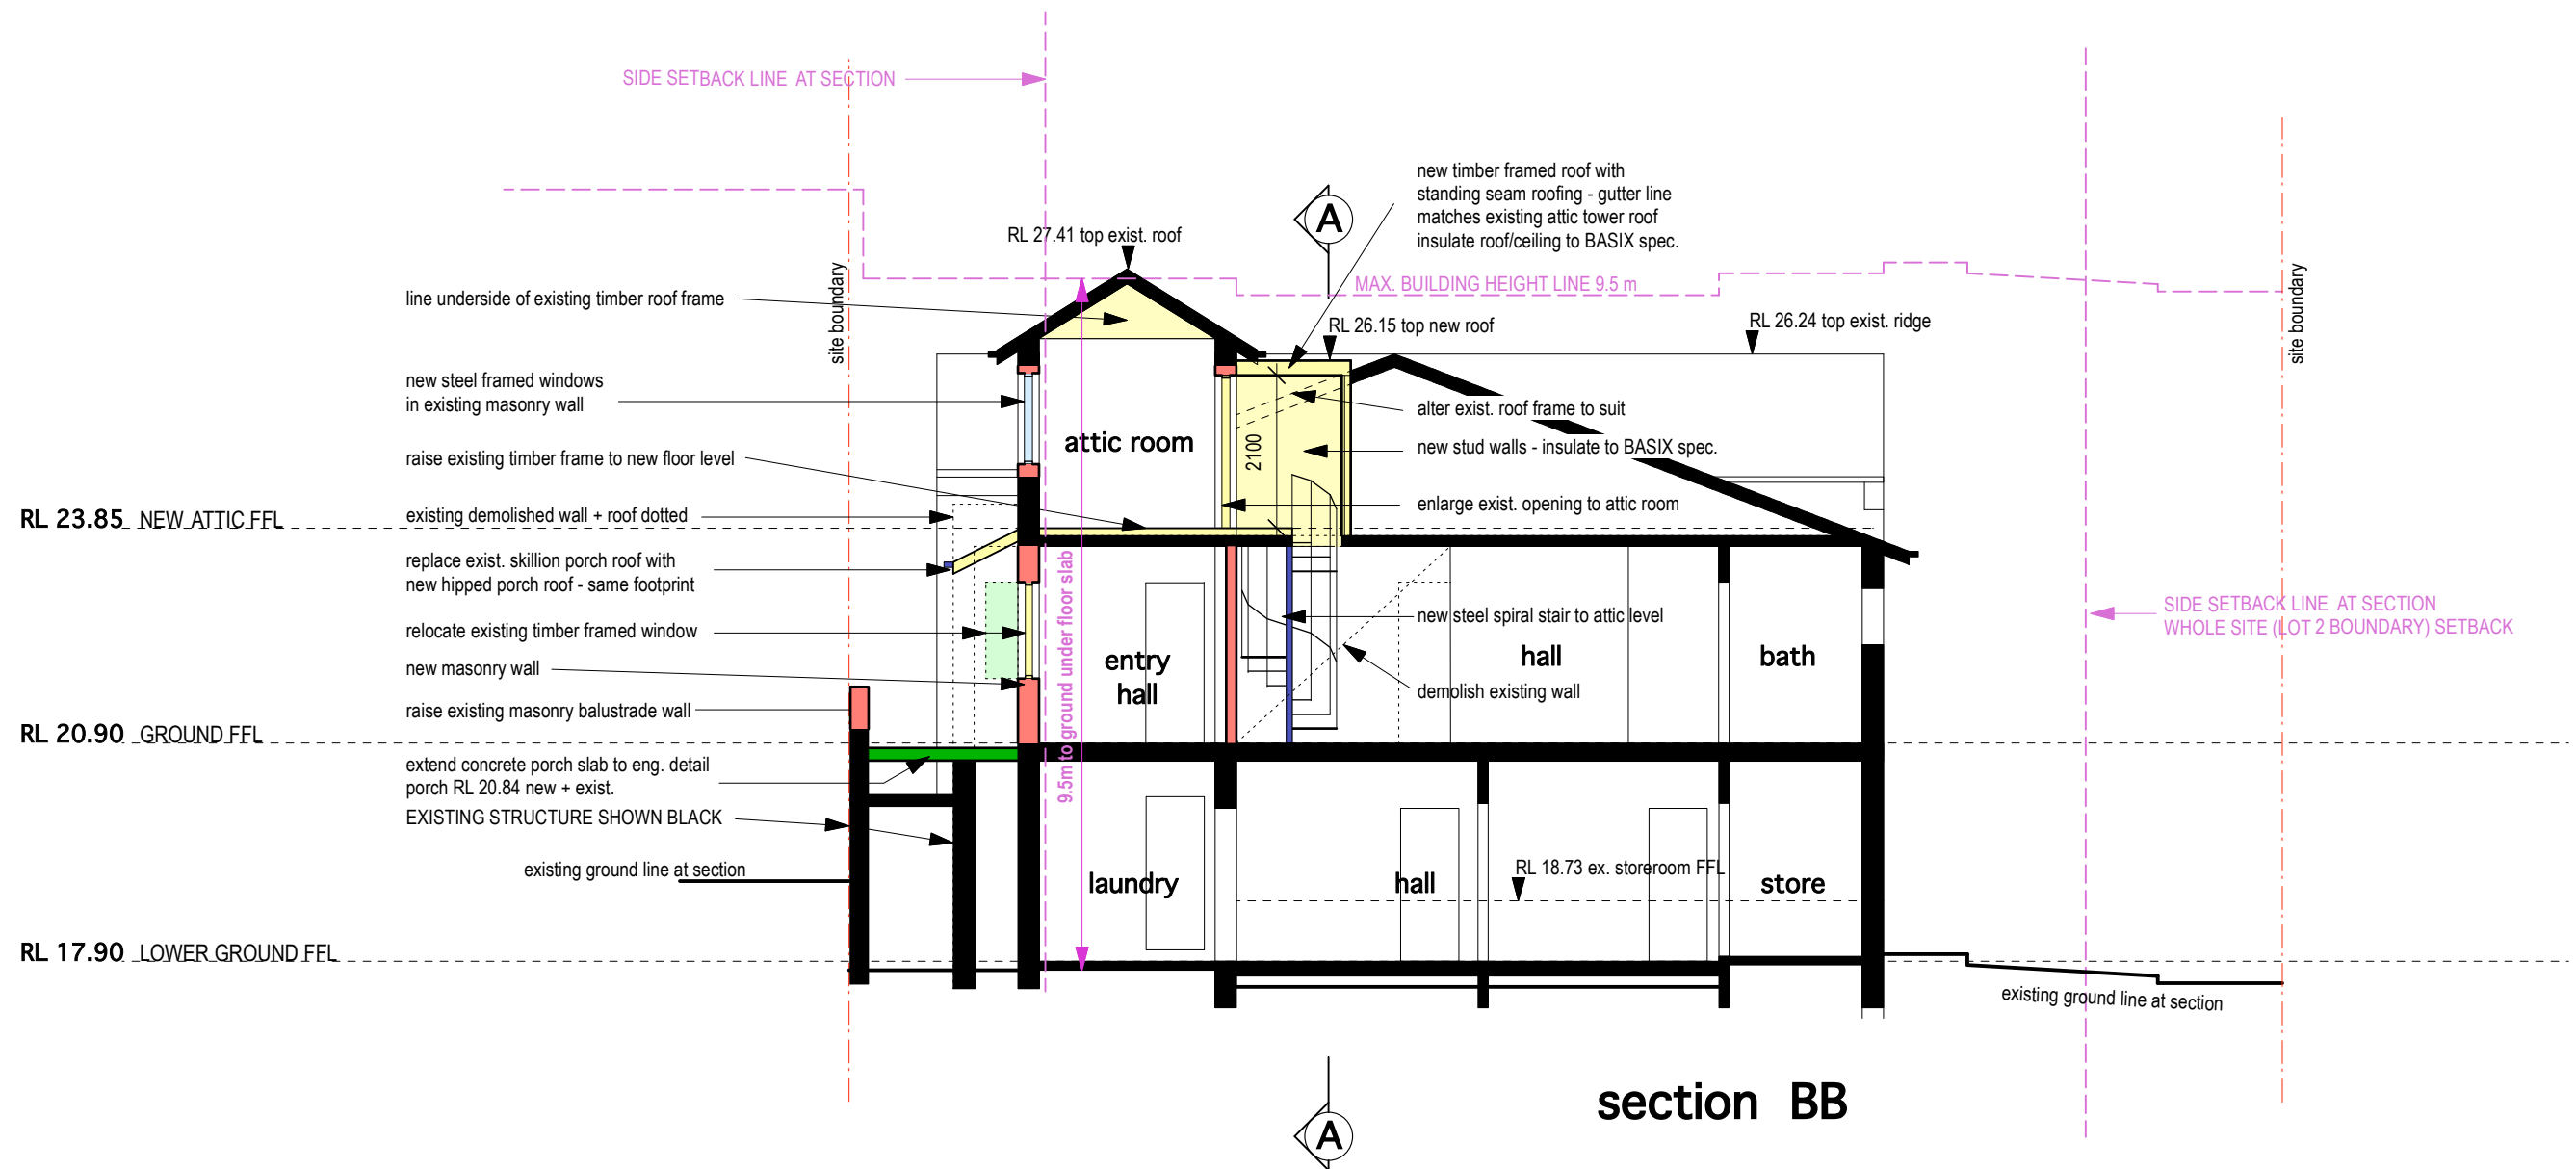 SIDE SETBACK LINE AT SECTION
new timber framed roof with
standing seam roofing - gutter line
matches existing attic tower roof
insulate roof/ceiling to BASIX spec.
A
RL 27.41 top exist. roof
site boundary
site boundary
line underside of existing timber roof frame
MAX. BUILDING HEIGHT LINE 9.5 m
RL 26.15 top new roof
RL 26.24 top exist. ridge
new steel framed windows
in existing masonry wall
alter exist. roof frame to suit
attic room
2100
new stud walls - insulate to BASIX spec.
raise existing timber frame to new floor level
enlarge exist. opening to attic room
RL 23.85 NEW ATTIC FFL
existing demolished wall + roof dotted
replace exist. skillion porch roof with
new hipped porch roof - same footprint
9.5m to ground under floor slab
new steel spiral stair to attic level
SIDE SETBACK LINE AT SECTION
WHOLE SITE (LOT 2 BOUNDARY) SETBACK
relocate existing timber framed window
entry
hall
hall
bath
new masonry wall
demolish existing wall
raise existing masonry balustrade wall
RL 20.90 GROUND FFL
extend concrete porch slab to eng. detail
porch RL 20.84 new + exist.
EXISTING STRUCTURE SHOWN BLACK
existing ground line at section
laundry
hall
RL 18.73 ex. storeroom FFL
store
RL 17.90 LOWER GROUND FFL
existing ground line at section
section BB
A